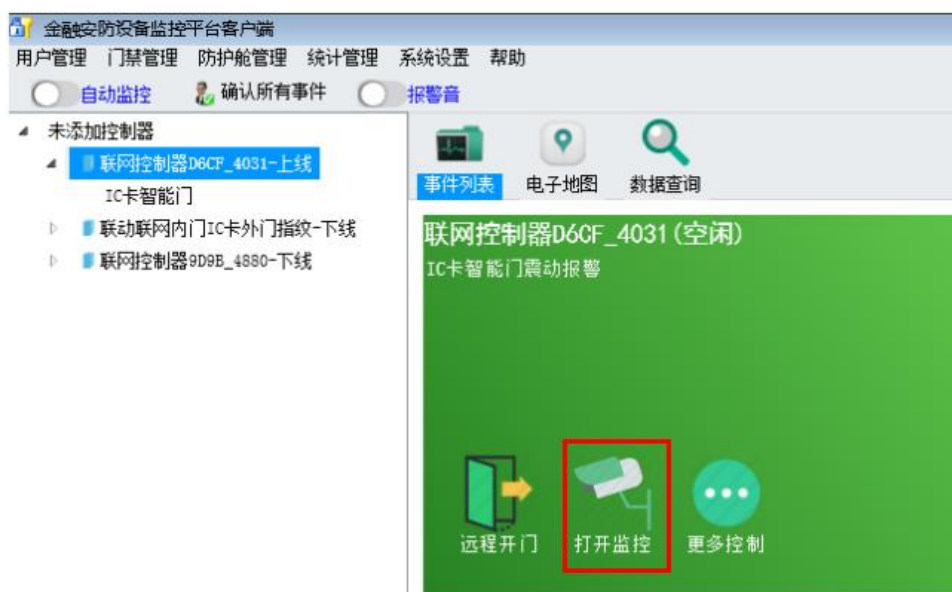 金融安防设备监控平台客户端
用户管理 门禁管理 防护舱管理 统计管理 系统设置 帮助
自动监控 确认所有事件 报警音
未添加控制器
联网控制器D6CF_4031-上线
IC卡智能门
联动联网内门IC卡外门指纹-下线
联网控制器9D9B_4880-下线
事件列表 电子地图 数据查询
联网控制器D6CF_4031(空闲)
IC卡智能门震动报警
远程开门 打开监控 更多控制